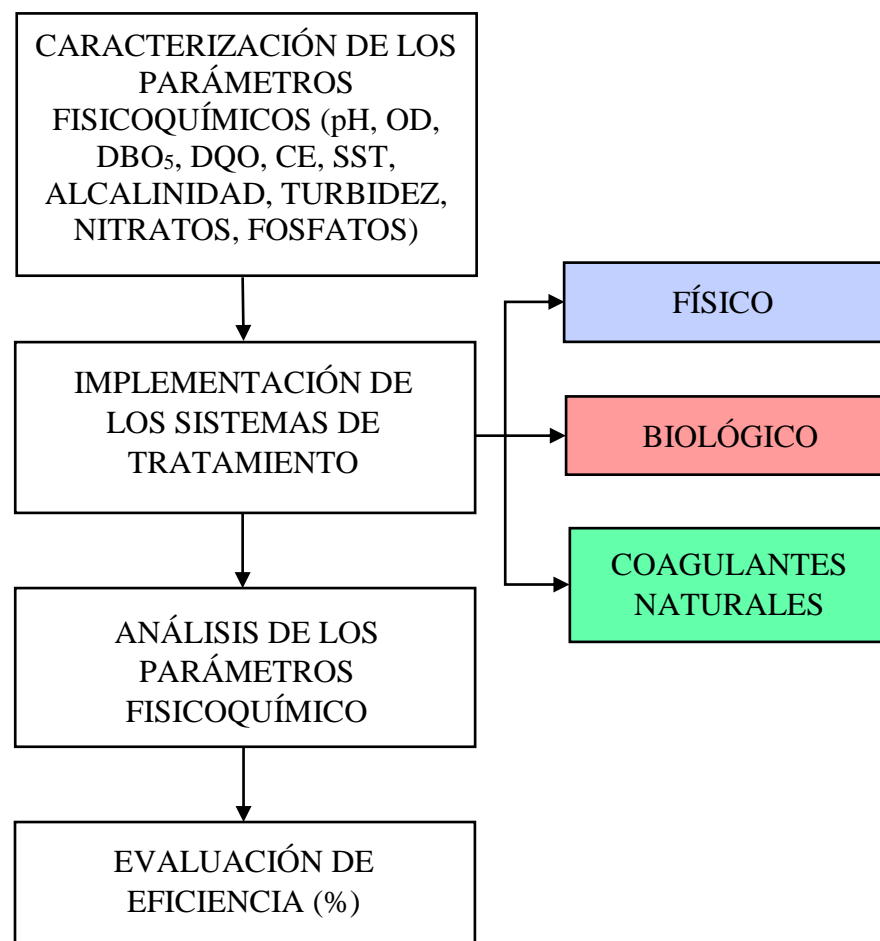 CARACTERIZACIÓN DE LOS
PARÁMETROS
FISICOQUÍMICOS (pH, OD,
DBO₅, DQO, CE, SST,
ALCALINIDAD, TURBIDEZ,
NITRATOS, FOSFATOS)
IMPLEMENTACIÓN DE
LOS SISTEMAS DE
TRATAMIENTO
FÍSICO
BIOLÓGICO
COAGULANTES
NATURALES
ANÁLISIS DE LOS
PARÁMETROS
FISICOQUÍMICO
EVALUACIÓN DE
EFICIENCIA (%)